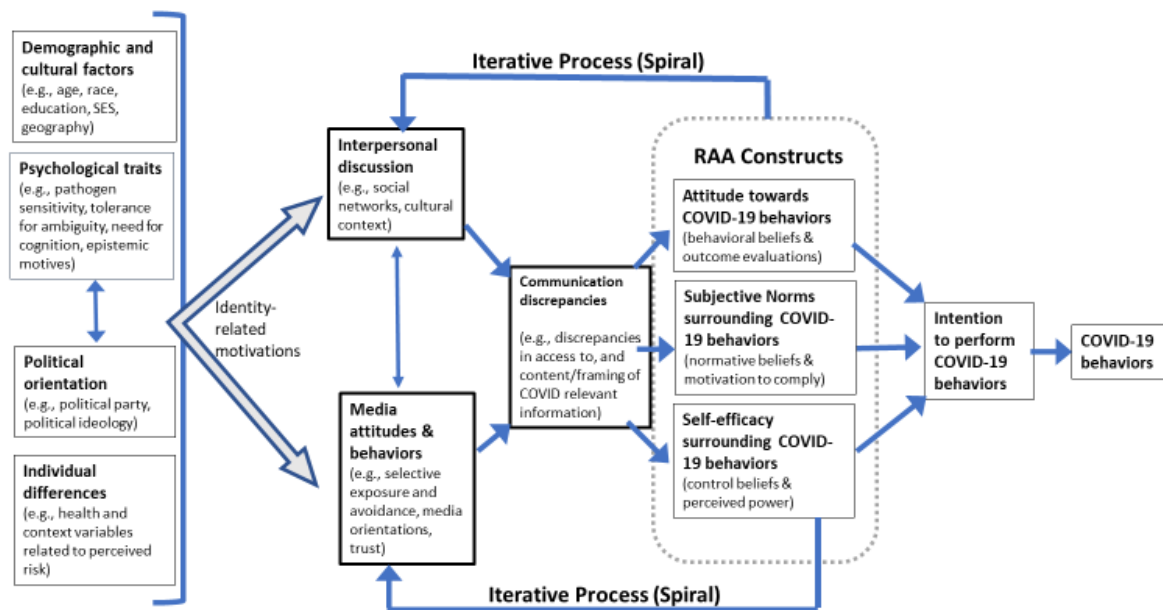 Demographic and
cultural factors
(e.g., age, race,
education, SES,
geography)
Psychological traits
(e.g., pathogen
sensitivity, tolerance
for ambiguity, need for
cognition, epistemic
motives)
Political
orientation
(e.g., political party,
political ideology)
Individual
differences
(e.g., health and
context variables
related to perceived
risk)
Identity-
related
motivations
Iterative Process (Spiral)
Interpersonal
discussion
(e.g., social
networks, cultural
context)
Media
attitudes &
behaviors
(e.g., selective
exposure and
avoidance, media
orientations,
trust)
Communication
discrepancies
(e.g., discrepancies
in access to, and
content/framing of
COVID relevant
information)
RAA Constructs
Attitude towards
COVID-19 behaviors
(behavioral beliefs &
outcome evaluations)
Subjective Norms
surrounding COVID-
19 behaviors
(normative beliefs &
motivation to comply)
Self-efficacy
surrounding COVID-
19 behaviors
(control beliefs &
perceived power)
Intention
to perform
COVID-19
behaviors
COVID-19
behaviors
Iterative Process (Spiral)